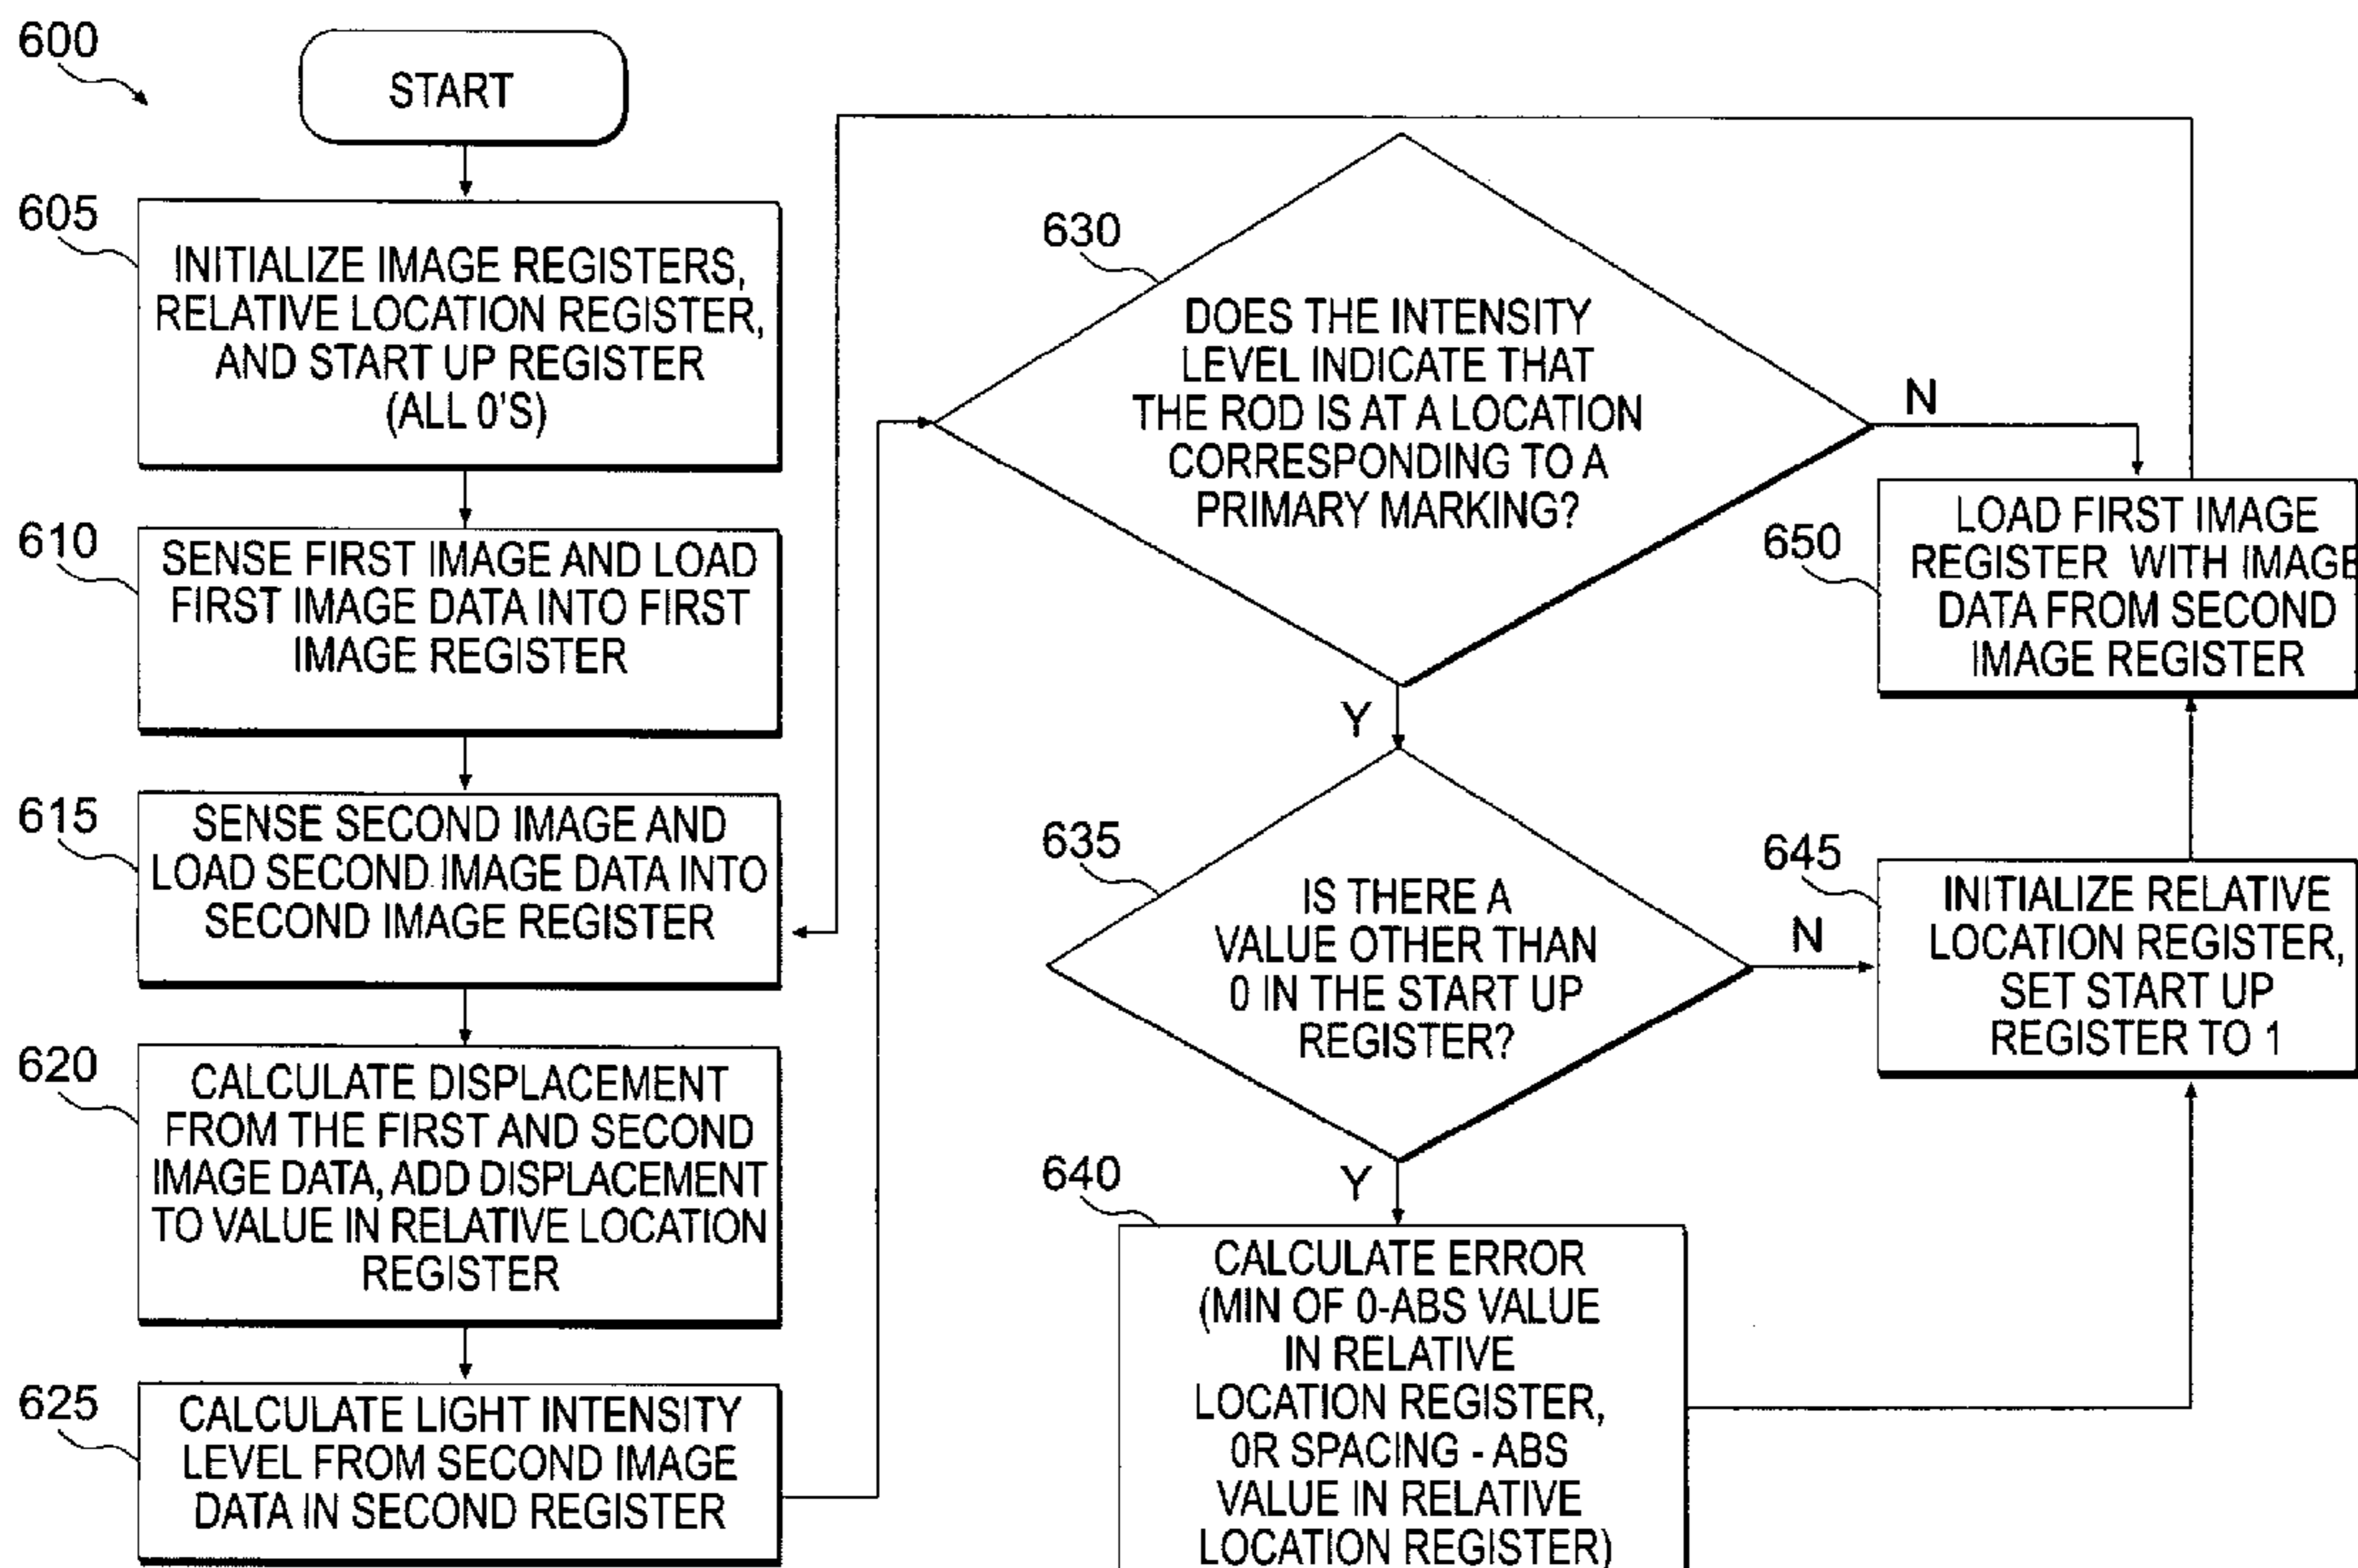 600
START
605
INITIALIZE IMAGE REGISTERS,
RELATIVE LOCATION REGISTER,
AND START UP REGISTER
(ALL 0'S)
610
SENSE FIRST IMAGE AND LOAD
FIRST IMAGE DATA INTO FIRST
IMAGE REGISTER
615
SENSE SECOND IMAGE AND
LOAD SECOND IMAGE DATA INTO
SECOND IMAGE REGISTER
620
CALCULATE DISPLACEMENT
FROM THE FIRST AND SECOND
IMAGE DATA, ADD DISPLACEMENT
TO VALUE IN RELATIVE LOCATION
REGISTER
625
CALCULATE LIGHT INTENSITY
LEVEL FROM SECOND IMAGE
DATA IN SECOND REGISTER
630
DOES THE INTENSITY
LEVEL INDICATE THAT
THE ROD IS AT A LOCATION
CORRESPONDING TO A
PRIMARY MARKING?
N
Y
635
IS THERE A
VALUE OTHER THAN
0 IN THE START UP
REGISTER?
N
Y
640
CALCULATE ERROR
(MIN OF 0-ABS VALUE
IN RELATIVE
LOCATION REGISTER,
OR SPACING - ABS
VALUE IN RELATIVE
LOCATION REGISTER)
645
INITIALIZE RELATIVE
LOCATION REGISTER,
SET START UP
REGISTER TO 1
650
LOAD FIRST IMAGE
REGISTER WITH IMAGE
DATA FROM SECOND
IMAGE REGISTER